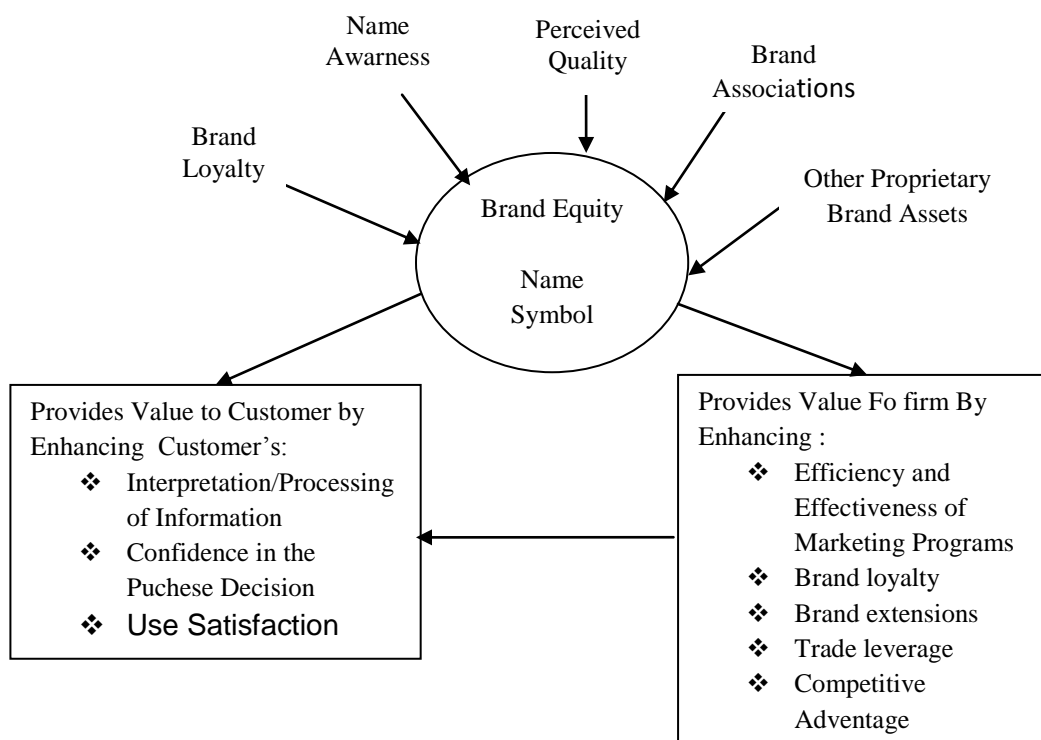 Name
Awarness
Perceived
Quality
Brand
Associations
Brand
Loyalty
Other Proprietary
Brand Assets
Brand Equity
Name
Symbol
Provides Value to Customer by
Enhancing Customer’s:
❖ Interpretation/Processing
of Information
❖ Confidence in the
Puchese Decision
❖ Use Satisfaction
Provides Value Fo firm By
Enhancing :
❖ Efficiency and
Effectiveness of
Marketing Programs
❖ Brand loyalty
❖ Brand extensions
❖ Trade leverage
❖ Competitive
Adventage